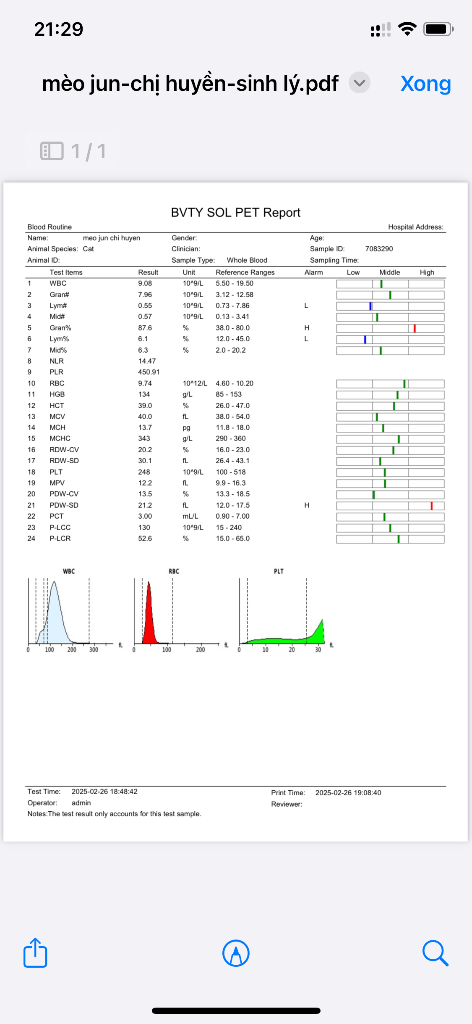 21:29
mèo jun-chị huyền-sinh lý.pdf
Xong
1/1
BVTY SOL PET Report
Blood Routine Hospital Address:
Name: meo jun chi huyen Gender: Age:
Animal Species: Cat Clinician: Sample ID: 7083290
Animal ID: Sample Type: Whole Blood Sampling Time:
Test Items Result Unit Reference Ranges Alarm Low Middle High
1 WBC 9.08 10^9/L 5.50 - 19.50
2 Gran# 7.96 10^9/L 3.12 - 12.58
3 Lym# 0.55 10^9/L 0.73 - 7.86 L
4 Mid# 0.57 10^9/L 0.13 - 3.41
5 Gran% 87.6 % 38.0 - 80.0 H
6 Lym% 6.1 % 12.0 - 45.0 L
7 Mid% 6.3 % 2.0 - 20.2
8 NLR 14.47
9 PLR 450.91
10 RBC 9.74 10^12/L 4.60 - 10.20
11 HGB 134 g/L 85 - 153
12 HCT 39.0 % 26.0 - 47.0
13 MCV 40.0 fL 38.0 - 54.0
14 MCH 13.7 pg 11.8 - 18.0
15 MCHC 343 g/L 290 - 360
16 RDW-CV 20.2 % 16.0 - 23.0
17 RDW-SD 30.1 fL 26.4 - 43.1
18 PLT 248 10^9/L 100 - 518
19 MPV 12.2 fL 9.9 - 16.3
20 PDW-CV 13.5 % 13.3 - 18.5
21 PDW-SD 21.2 fL 12.0 - 17.5 H
22 PCT 3.00 mL/L 0.90 - 7.00
23 P-LCC 130 10^9/L 15 - 240
24 P-LCR 52.6 % 15.0 - 65.0
WBC RBC PLT
0 100 200 300 fL 0 100 200 fL 0 10 20 30 fL
Test Time: 2025-02-26 18:48:42 Print Time: 2025-02-26 19:08:40
Operator: admin Reviewer:
Notes:The test result only accounts for this test sample.